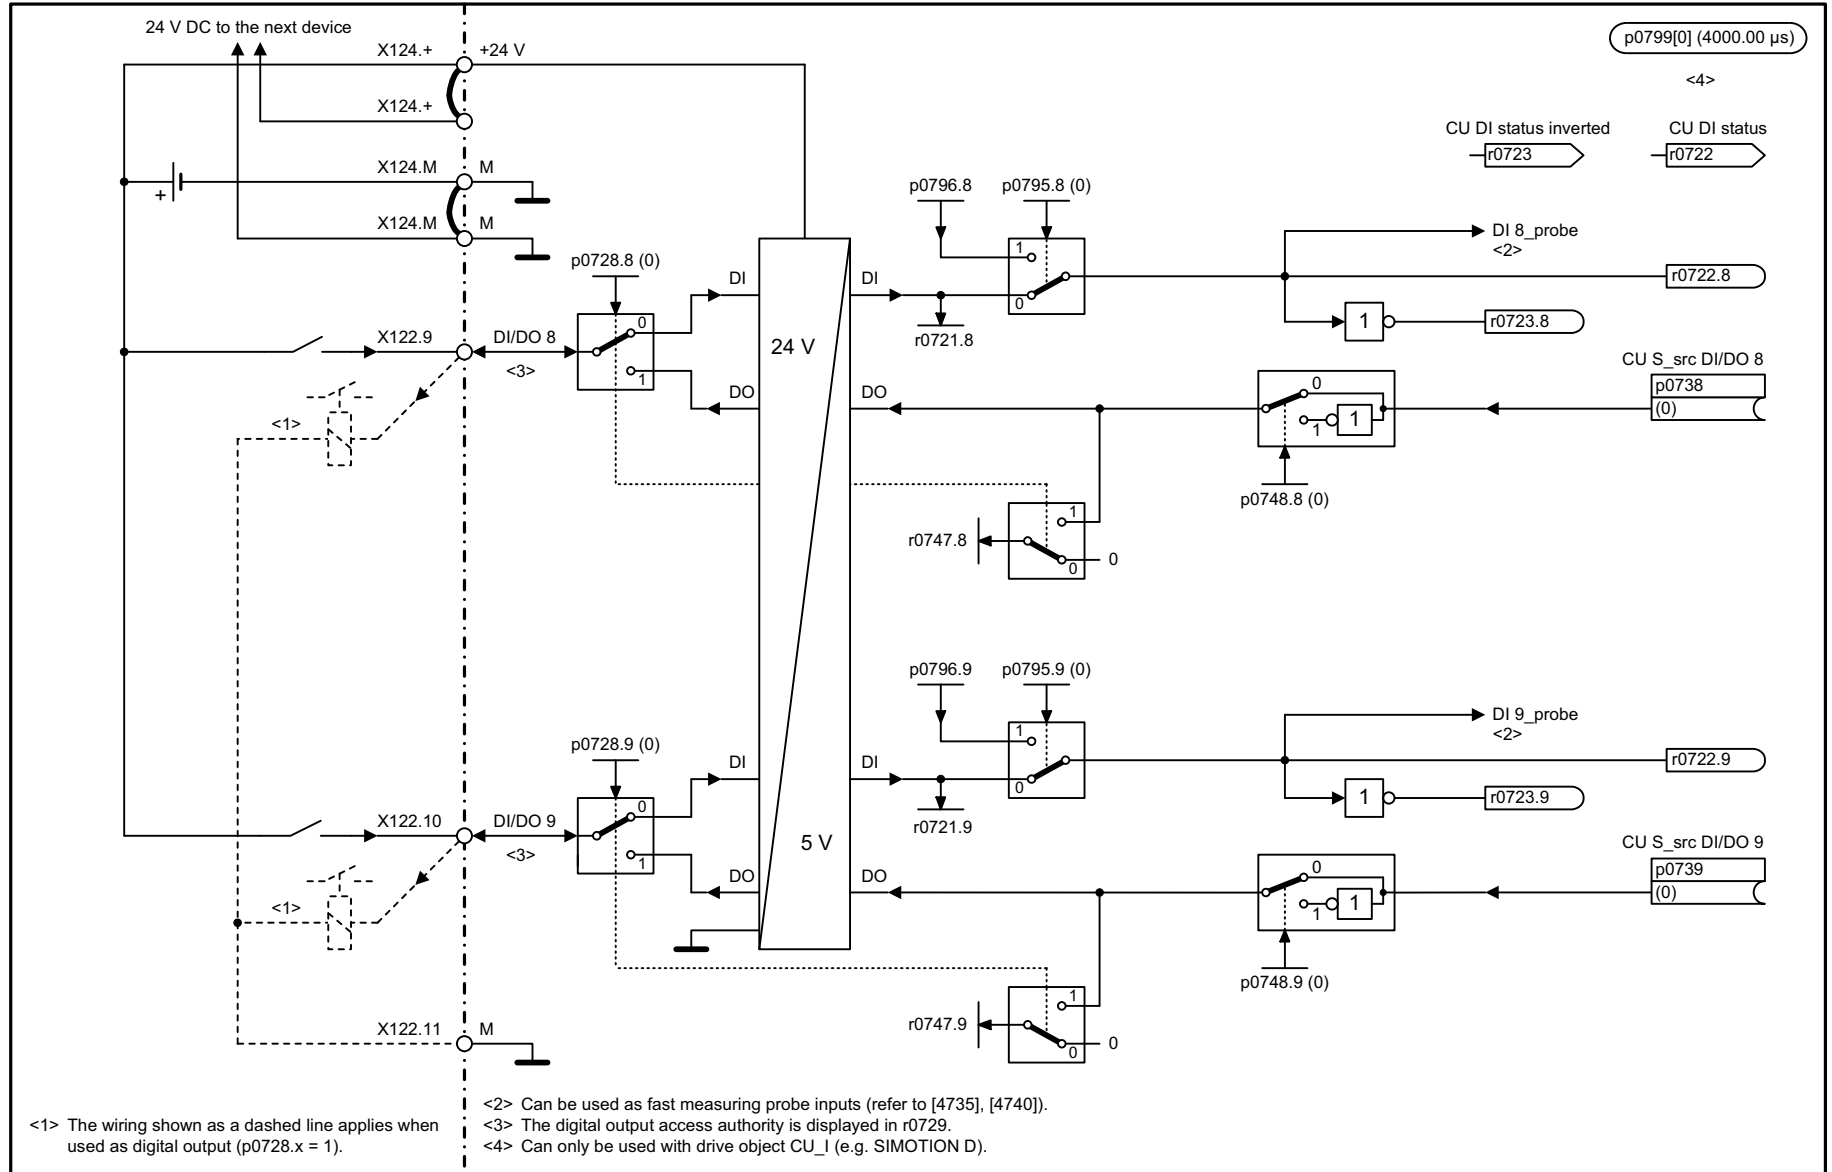 24 V DC to the next device
X124.+
+24 V
p0799[0] (4000.00 µs)
<4>
X124.+
CU DI status inverted
CU DI status
r0723
r0722
X124.M
M
+
p0796.8
p0795.8 (0)
X124.M
M
DI 8_probe
<2>
p0728.8 (0)
1
DI
DI
r0722.8
0
0
1
r0723.8
X122.9
DI/DO 8
24 V
r0721.8
<3>
CU S_src DI/DO 8
1
0
p0738
DO
DO
(0)
<1>
1
1
p0748.8 (0)
1
r0747.8
0
0
p0796.9
p0795.9 (0)
DI 9_probe
<2>
p0728.9 (0)
1
DI
DI
r0722.9
0
0
1
r0723.9
X122.10
DI/DO 9
5 V
r0721.9
<3>
CU S_src DI/DO 9
1
0
p0739
DO
DO
(0)
<1>
1
1
p0748.9 (0)
1
r0747.9
0
0
X122.11
M
<1> The wiring shown as a dashed line applies when
used as digital output (p0728.x = 1).
<2> Can be used as fast measuring probe inputs (refer to [4735], [4740]).
<3> The digital output access authority is displayed in r0729.
<4> Can only be used with drive object CU_I (e.g. SIMOTION D).